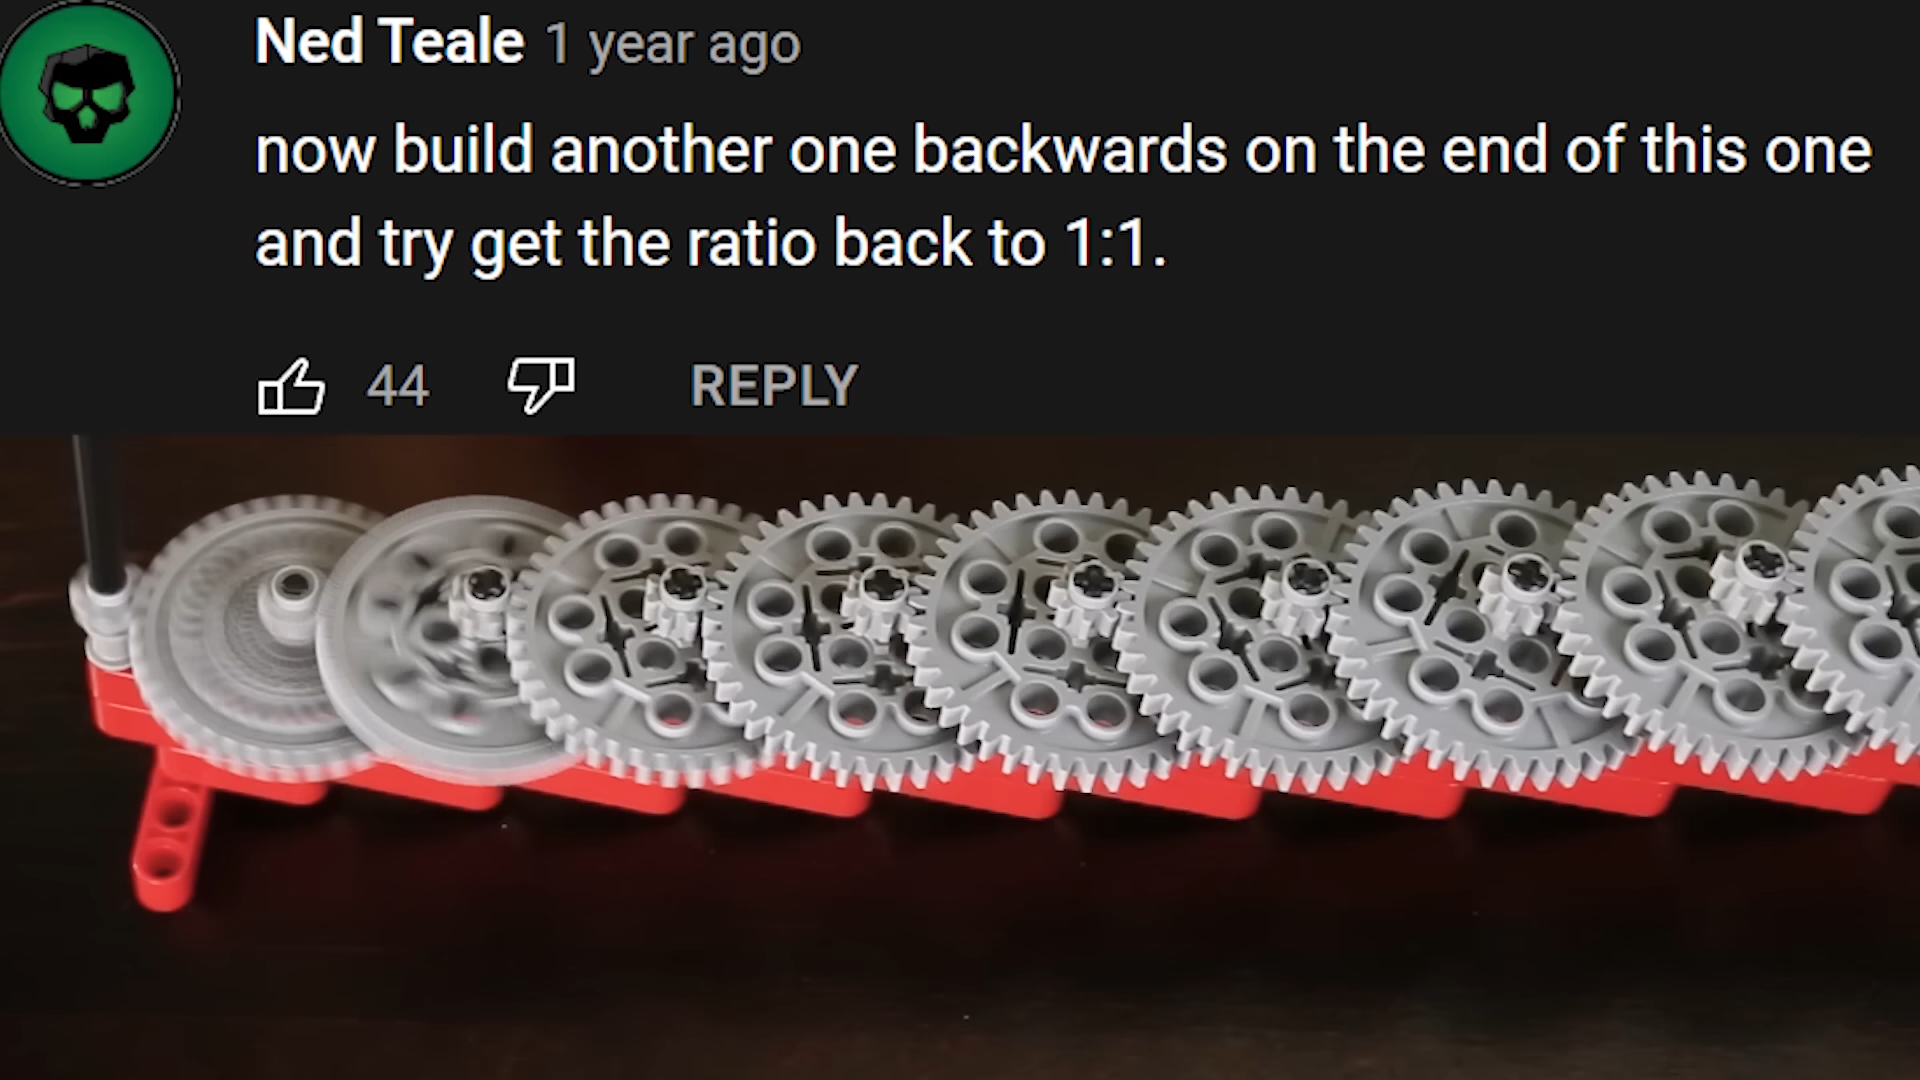 Ned Teale 1 year ago
now build another one backwards on the end of this one
and try get the ratio back to 1:1.
44 REPLY